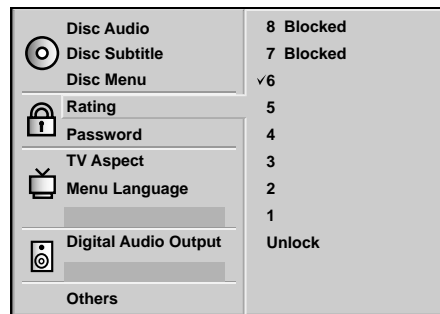 Disc Audio
Disc Subtitle
Disc Menu
Rating
Password
TV Aspect
Menu Language
Digital Audio Output
Others
8 Blocked
7 Blocked
✓6
5
4
3
2
1
Unlock